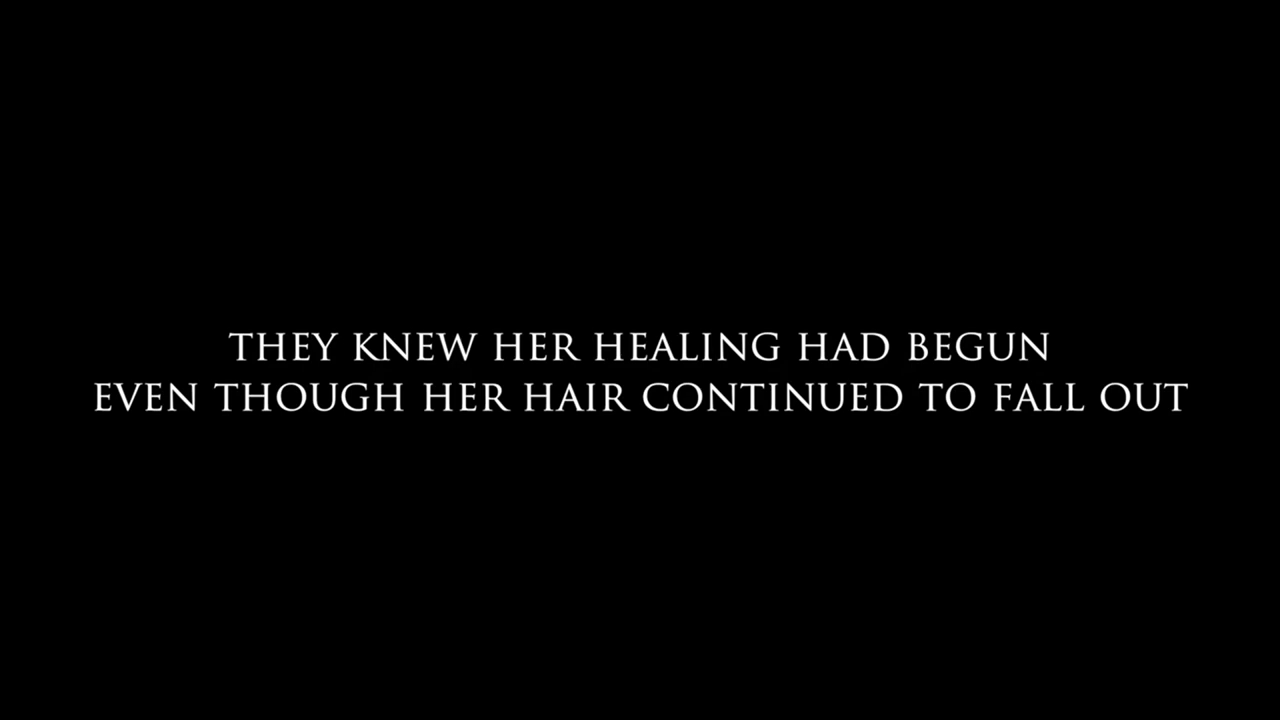 THEY KNEW HER HEALING HAD BEGUN
EVEN THOUGH HER HAIR CONTINUED TO FALL OUT